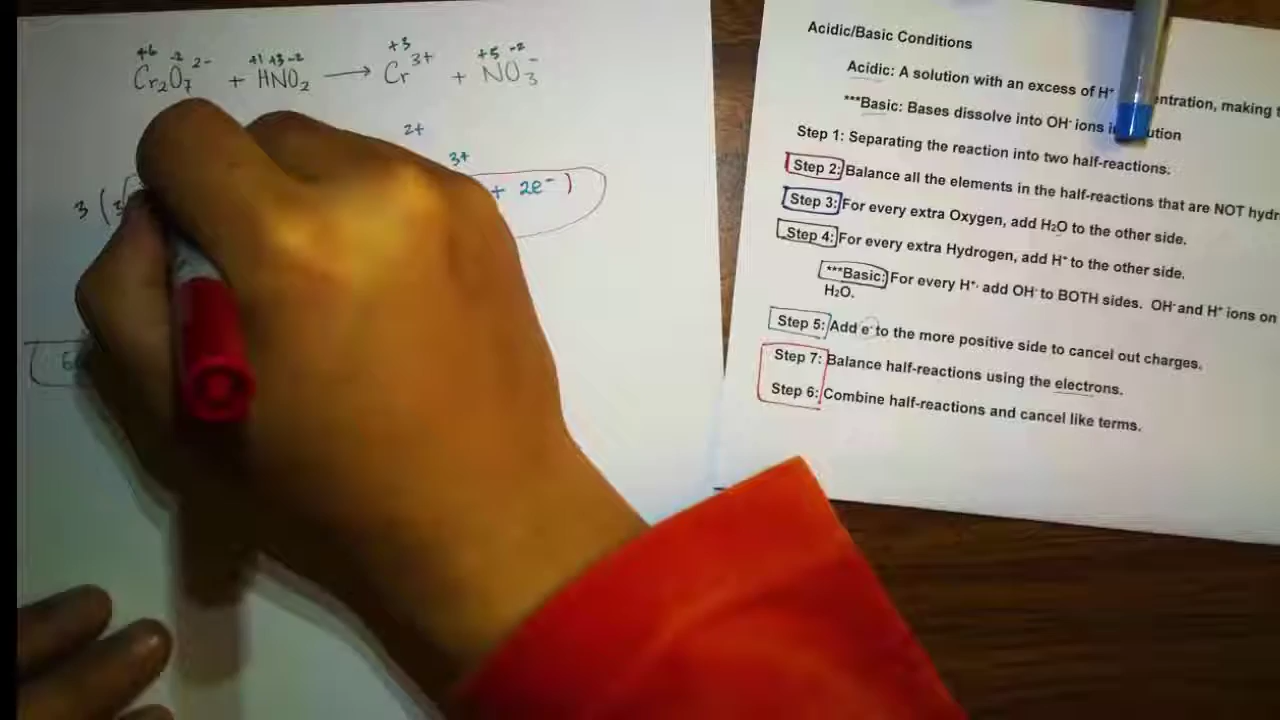 +6 -2 +1 +3 -2 +3 +5 -2
Cr₂O₇²⁻ + HNO₂ → Cr³⁺ + NO₃⁻
2+
3+
3 ( + 2e⁻ )
Acidic/Basic Conditions
Acidic: A solution with an excess of H⁺ making
***Basic: Bases dissolve into OH⁻ ions
Step 1: Separating the reaction into two half-reactions.
Step 2: Balance all the elements in the half-reactions that are NOT
Step 3: For every extra Oxygen, add H₂O to the other side.
Step 4: For every extra Hydrogen, add H⁺ to the other side.
***Basic: For every H⁺, add OH⁻ to BOTH sides. OH⁻ and H⁺ ions on
H₂O.
Step 5: Add e⁻ to the more positive side to cancel out charges.
Step 7: Balance half-reactions using the electrons.
Step 6: Combine half-reactions and cancel like terms.